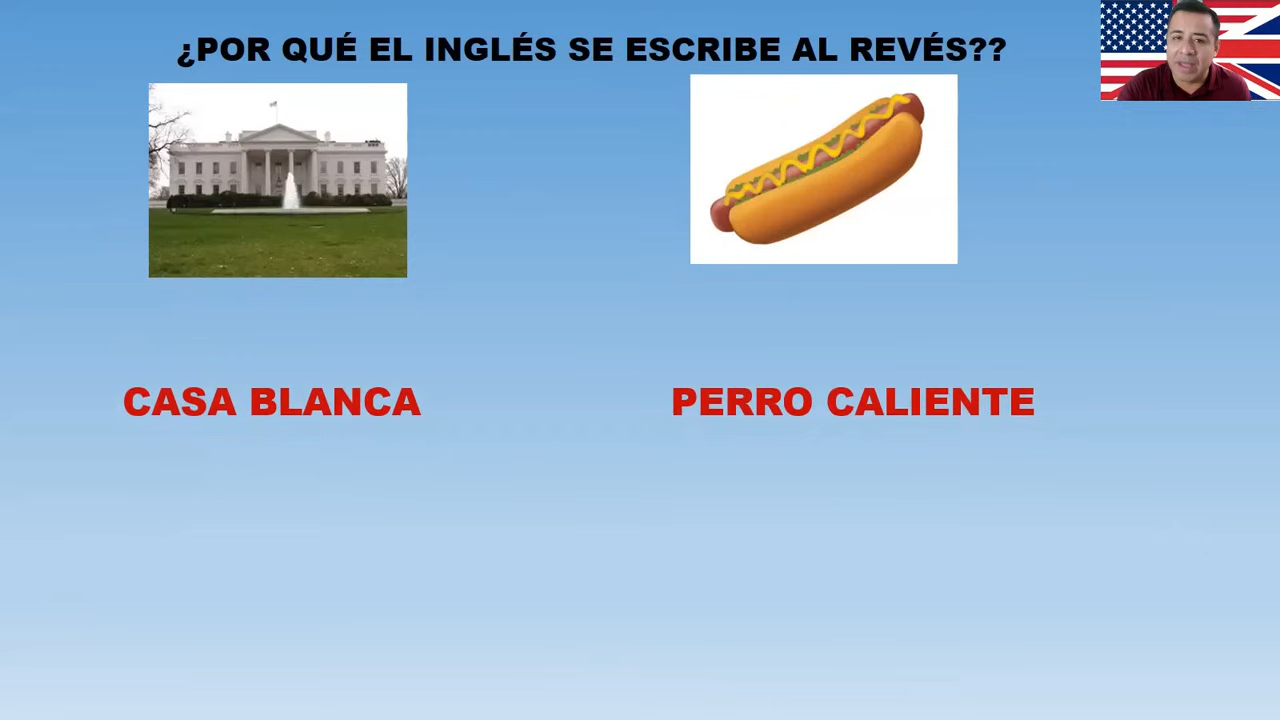 ¿POR QUÉ EL INGLÉS SE ESCRIBE AL REVÉS??
CASA BLANCA
PERRO CALIENTE